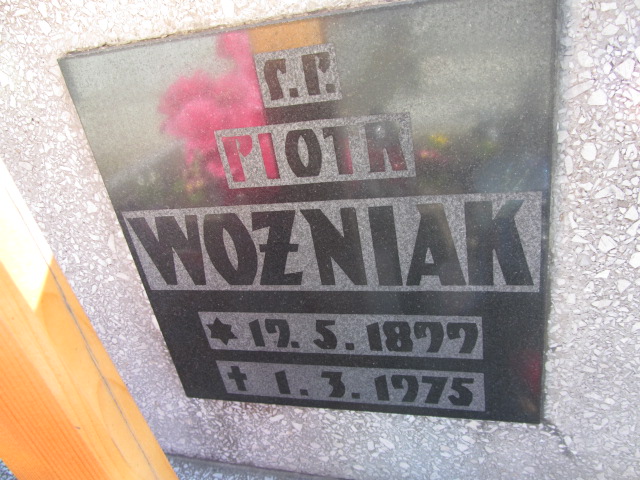 Ś.P.
PIOTR
WOŹNIAK
★ 19. 5. 1899
✝ 1. 3. 1975